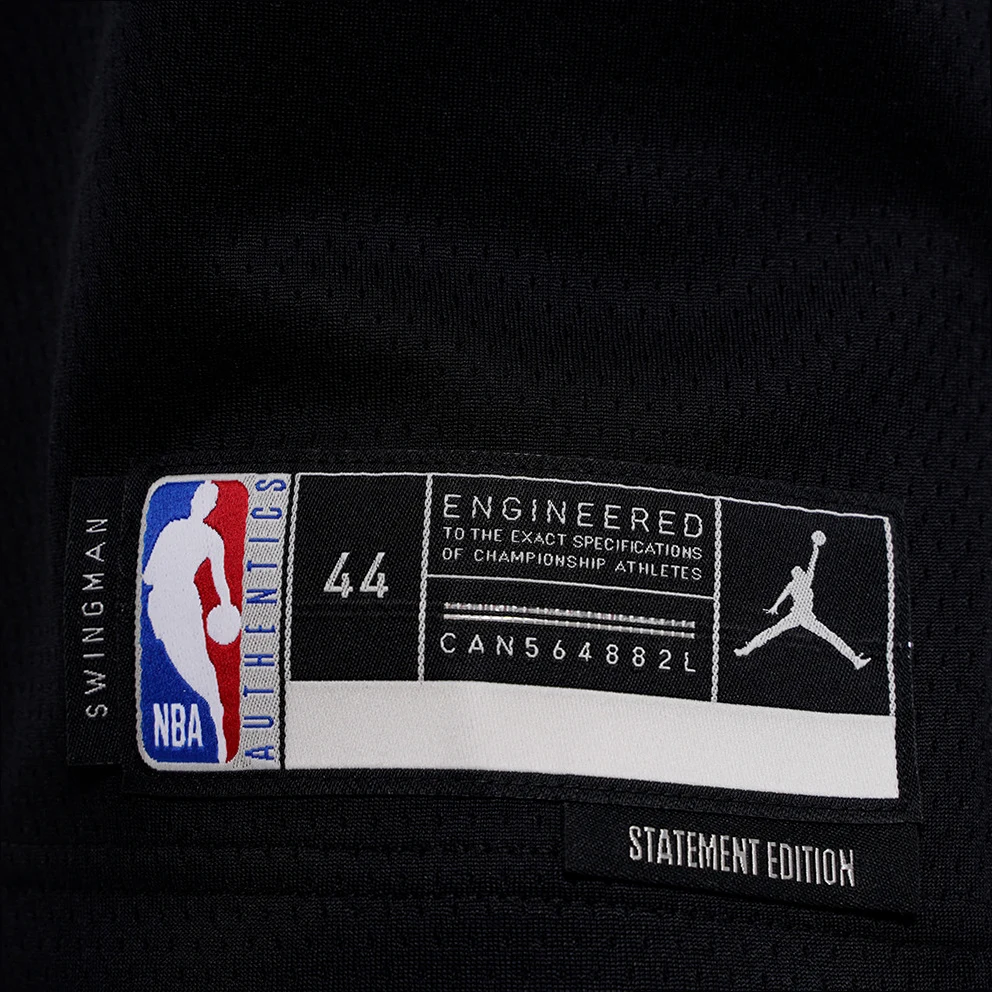 SWINGMAN
NBA
AUTHENTICS
44
ENGINEERED
TO THE EXACT SPECIFICATIONS
OF CHAMPIONSHIP ATHLETES
CAN564882L
STATEMENT EDITION